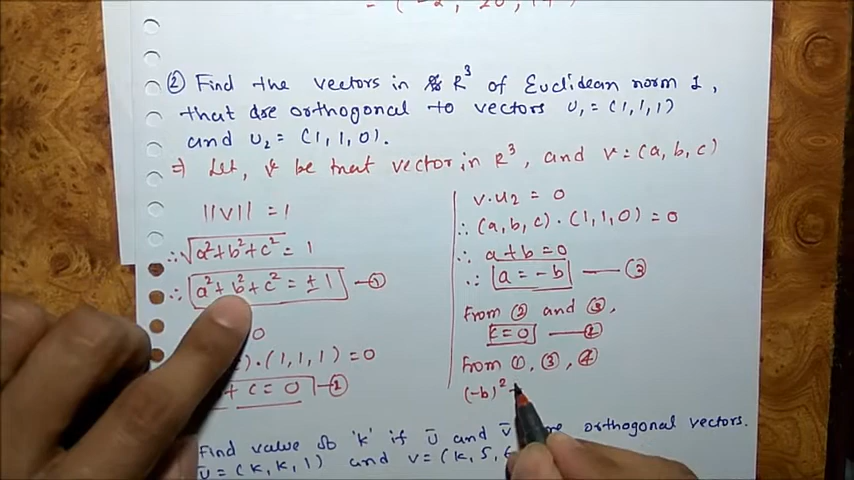 = (-2, 20, 14)
② Find the vectors in R³ of Euclidean norm 1,
that are orthogonal to vectors u₁ = (1,1,1)
and u₂ = (1,1,0).
⇒ Let, v be that vector in R³, and v = (a, b, c)
||v|| = 1
∴ √a²+b²+c² = 1
∴ a²+b²+c² = ± 1 — ①
0
) . (1,1,1) = 0
+ c = 0 — ②
v.u₂ = 0
∴ (a,b,c) . (1,1,0) = 0
∴ a+b = 0
∴ a = -b — ③
From ② and ③,
c = 0 — ④
From ①, ③, ④
(-b)²
Find value of 'k' if ū and v̄ are orthogonal vectors.
ū = (k, k, 1) and v = (k, 5, 6